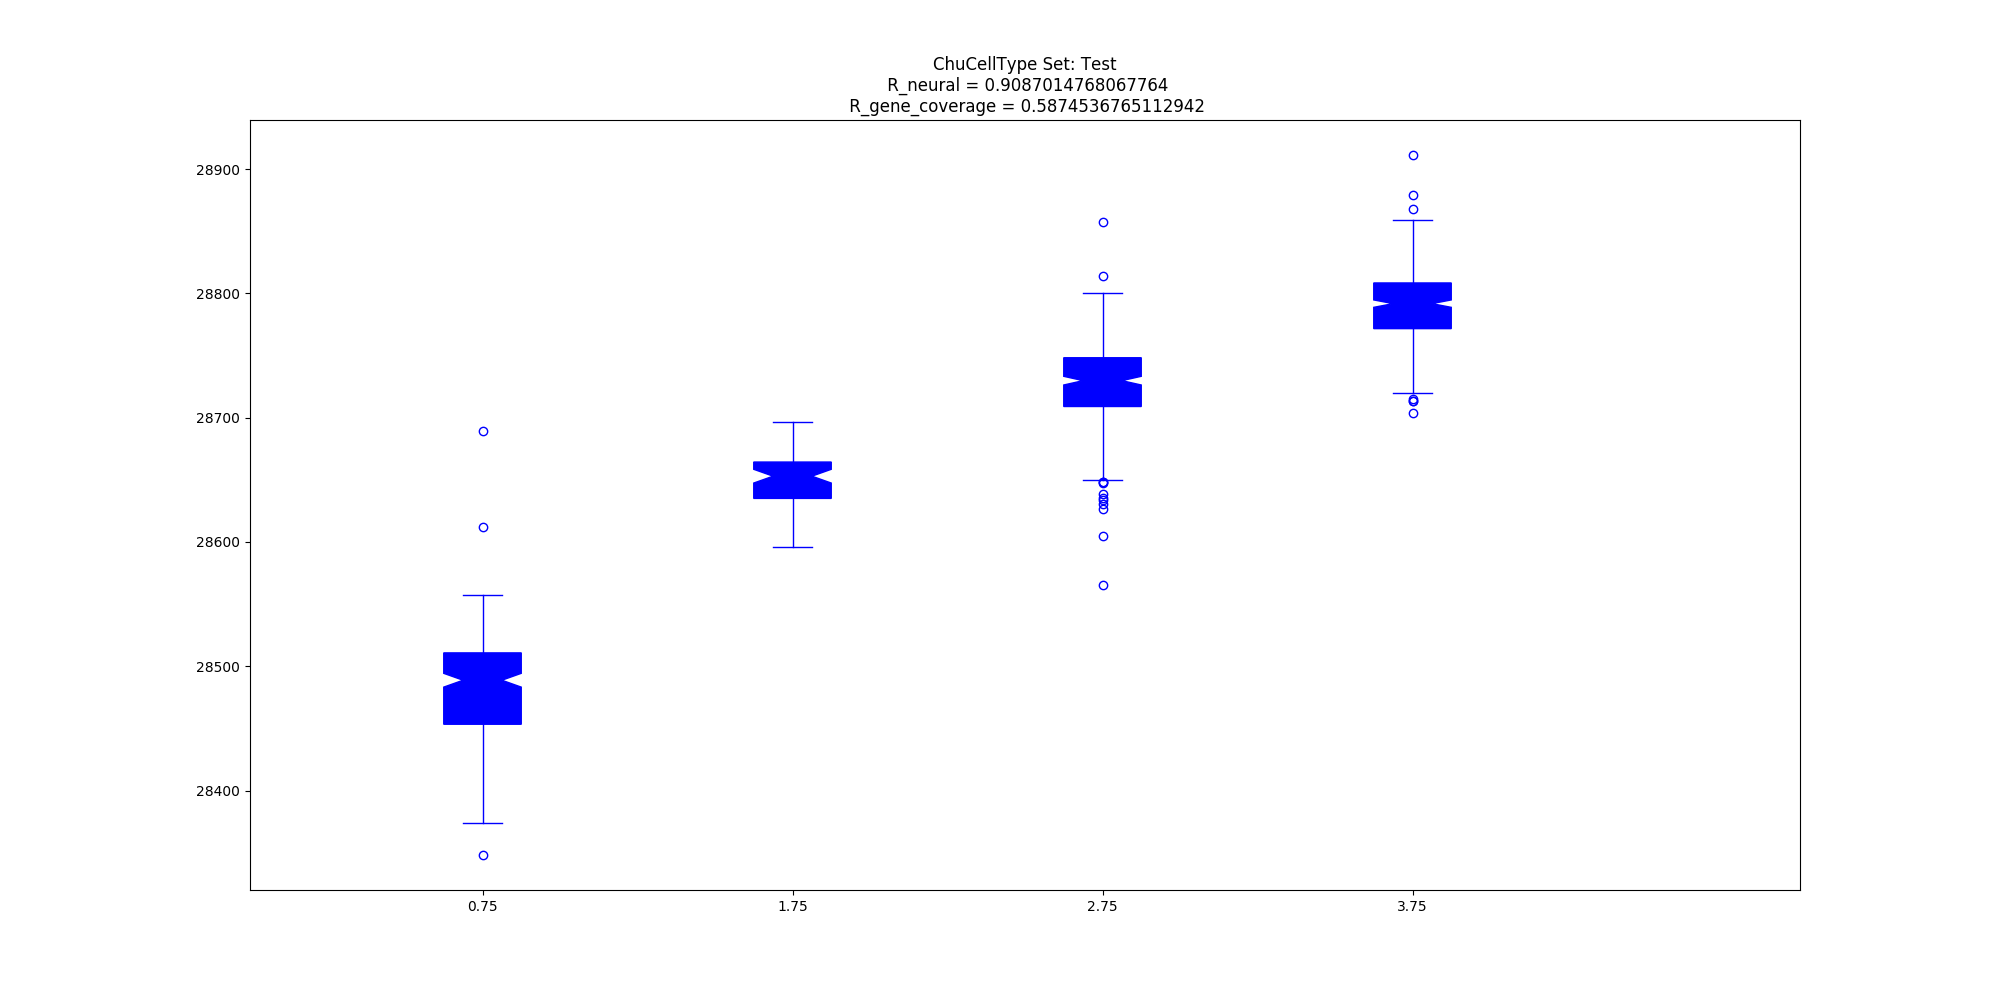 ChuCellType Set: Test
R_neural = 0.9087014768067764
R_gene_coverage = 0.5874536765112942
28900
28800
28700
28600
28500
28400
0.75 1.75 2.75 3.75